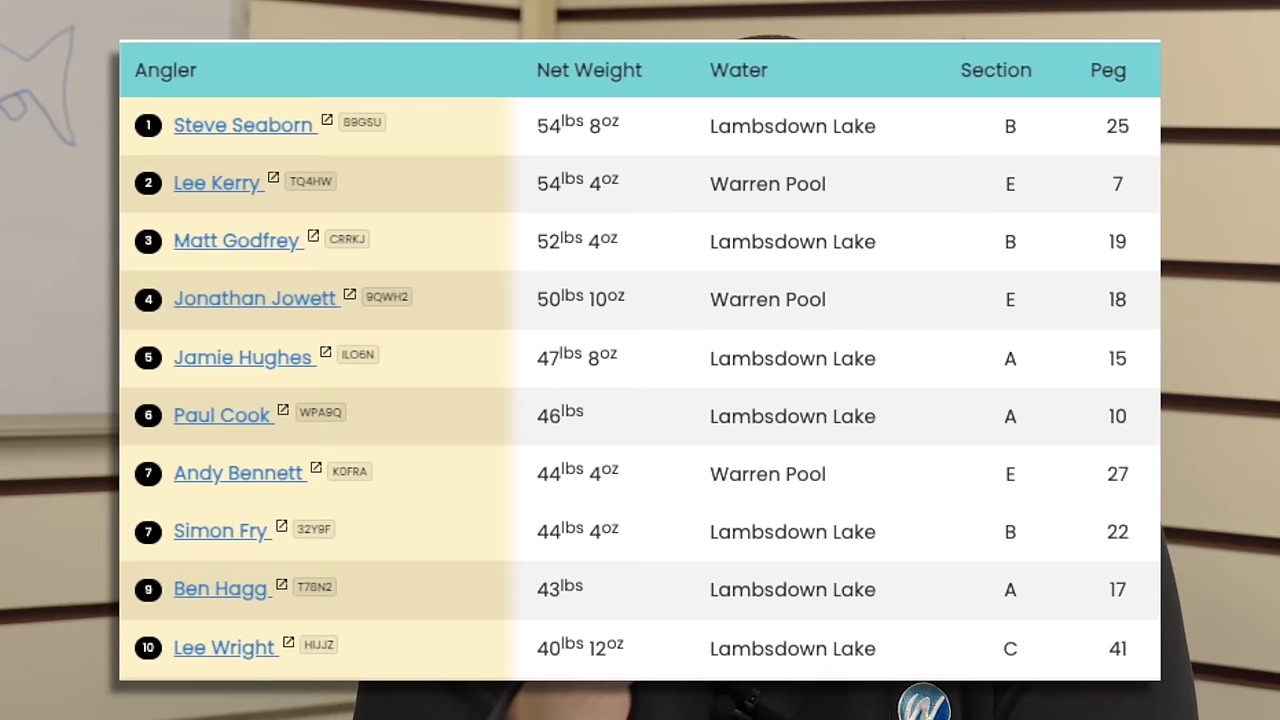 Angler Net Weight Water Section Peg
1 Steve Seaborn B9GSU 54lbs 8oz Lambsdown Lake B 25
2 Lee Kerry TQ4HW 54lbs 4oz Warren Pool E 7
3 Matt Godfrey CRRKJ 52lbs 4oz Lambsdown Lake B 19
4 Jonathan Jowett 9QWH2 50lbs 10oz Warren Pool E 18
5 Jamie Hughes ILO6N 47lbs 8oz Lambsdown Lake A 15
6 Paul Cook WPA9Q 46lbs Lambsdown Lake A 10
7 Andy Bennett K0FRA 44lbs 4oz Warren Pool E 27
7 Simon Fry 32Y9F 44lbs 4oz Lambsdown Lake B 22
9 Ben Hagg T78N2 43lbs Lambsdown Lake A 17
10 Lee Wright HIJJZ 40lbs 12oz Lambsdown Lake C 41